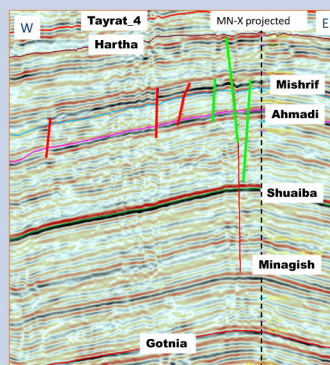 W
Tayrat_4
MN-X projected
E
Hartha
Mishrif
Ahmadi
Shuaiba
Minagish
Gotnia